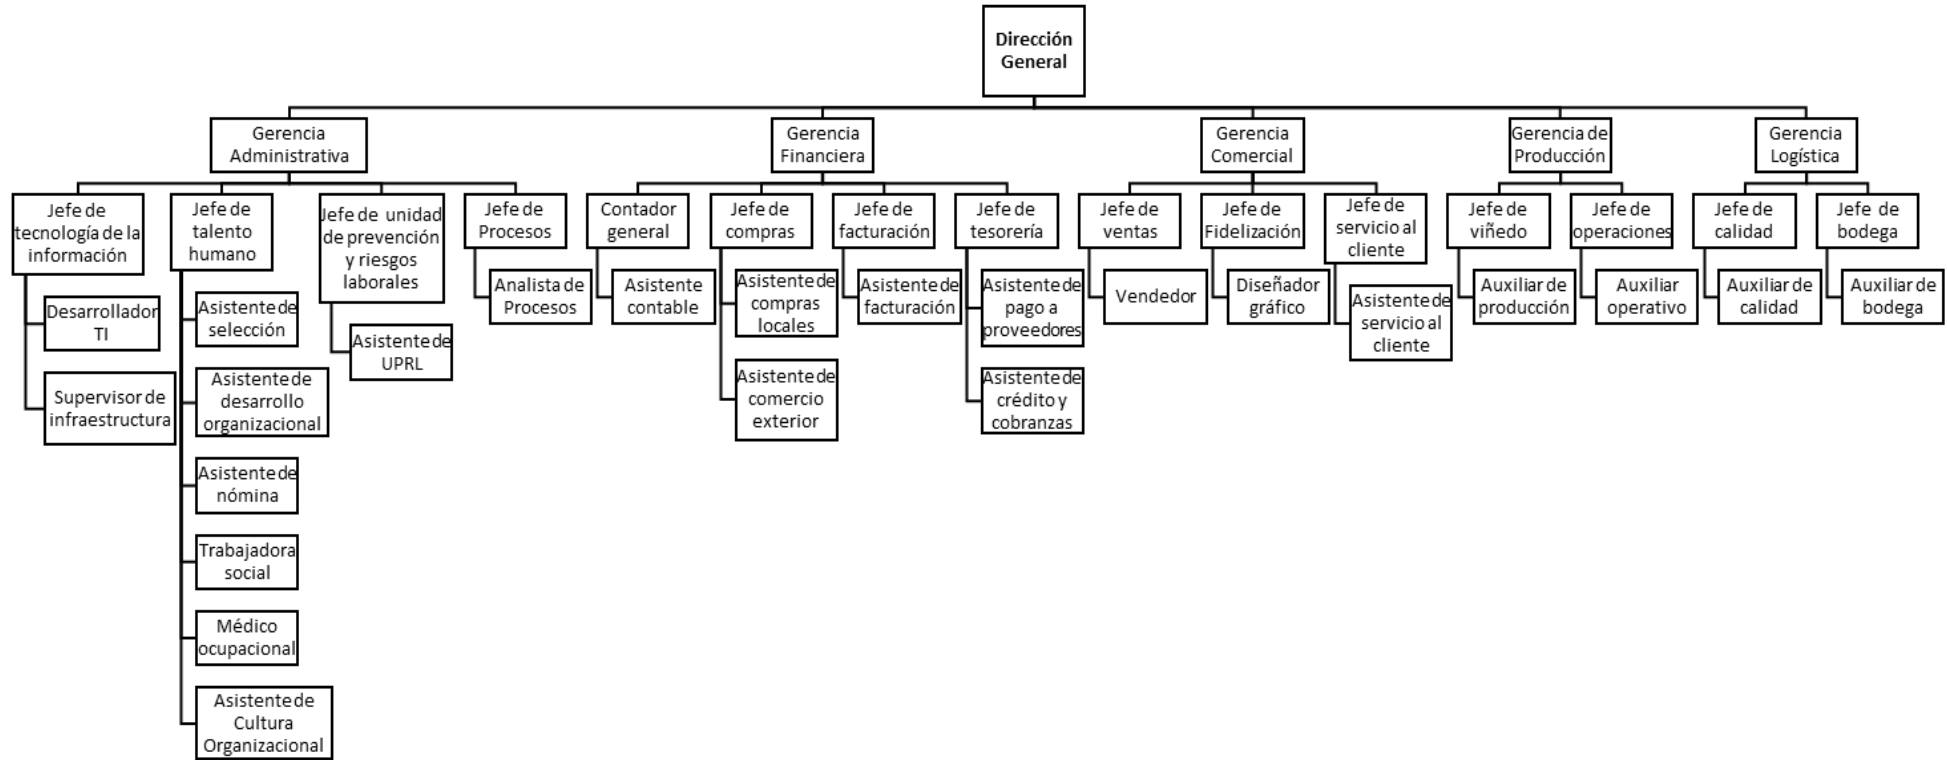 Dirección
General
Gerencia
Administrativa
Gerencia
Financiera
Gerencia
Comercial
Gerencia de
Producción
Gerencia
Logística
Jefe de
tecnología de la
información
Jefe de
talento
humano
Jefe de unidad
de prevención
y riesgos
laborales
Jefe de
Procesos
Contador
general
Jefe de
compras
Jefe de
facturación
Jefe de
tesorería
Jefe de
ventas
Jefe de
Fidelización
Jefe de
servicio al
cliente
Jefe de
viñedo
Jefe de
operaciones
Jefe de
calidad
Jefe de
bodega
Desarrollador
TI
Supervisor de
infraestructura
Asistente de
selección
Asistente de
desarrollo
organizacional
Asistente de
nómina
Trabajadora
social
Médico
ocupacional
Asistente de
Cultura
Organizacional
Asistente de
UPRL
Analista de
Procesos
Asistente
contable
Asistente de
compras
locales
Asistente de
comercio
exterior
Asistente de
facturación
Asistente de
pago a
proveedores
Asistente de
crédito y
cobranzas
Vendedor
Diseñador
gráfico
Asistente de
servicio al
cliente
Auxiliar de
producción
Auxiliar
operativo
Auxiliar de
calidad
Auxiliar de
bodega